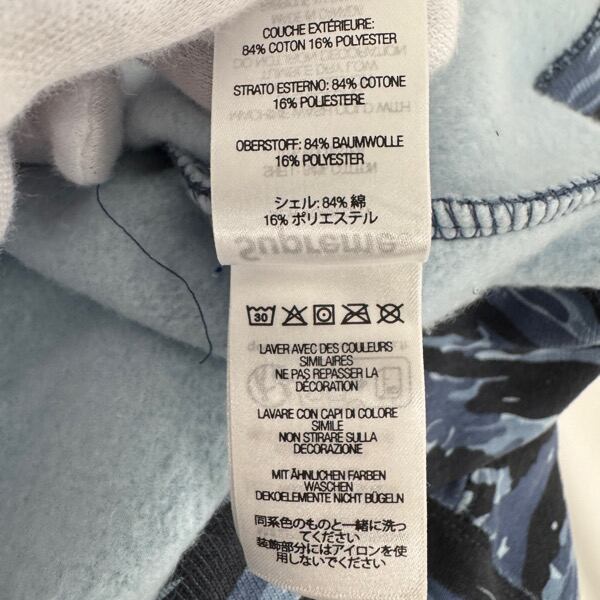 COUCHE EXTÉRIEURE:
84% COTON 16% POLYESTER
STRATO ESTERNO: 84% COTONE
16% POLIESTERE
OBERSTOFF: 84% BAUMWOLLE
16% POLYESTER
シェル: 84% 綿
16% ポリエステル
Supreme
30
LAVER AVEC DES COULEURS
SIMILAIRES
NE PAS REPASSER LA
DÉCORATION
LAVARE CON CAPI DI COLORE
SIMILE
NON STIRARE SULLA
DECORAZIONE
MIT ÄHNLICHEN FARBEN
WASCHEN
DEKOELEMENTE NICHT BÜGELN
同系色のものと一緒に洗っ
てください
装飾部分にはアイロンを使
用しないでください